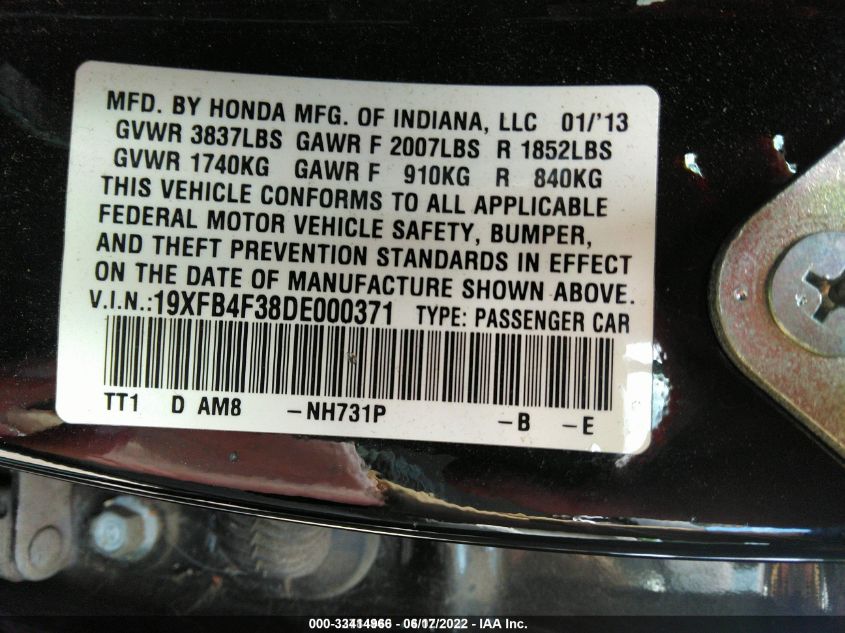 MFD. BY HONDA MFG. OF INDIANA, LLC 01/'13
GVWR 3837LBS GAWR F 2007LBS R 1852LBS
GVWR 1740KG GAWR F 910KG R 840KG
THIS VEHICLE CONFORMS TO ALL APPLICABLE
FEDERAL MOTOR VEHICLE SAFETY, BUMPER,
AND THEFT PREVENTION STANDARDS IN EFFECT
ON THE DATE OF MANUFACTURE SHOWN ABOVE.
V.I.N.:19XFB4F38DE000371 TYPE: PASSENGER CAR
TT1 D AM8 -NH731P -B -E
000-33414966 - 06/17/2022 - IAA Inc.